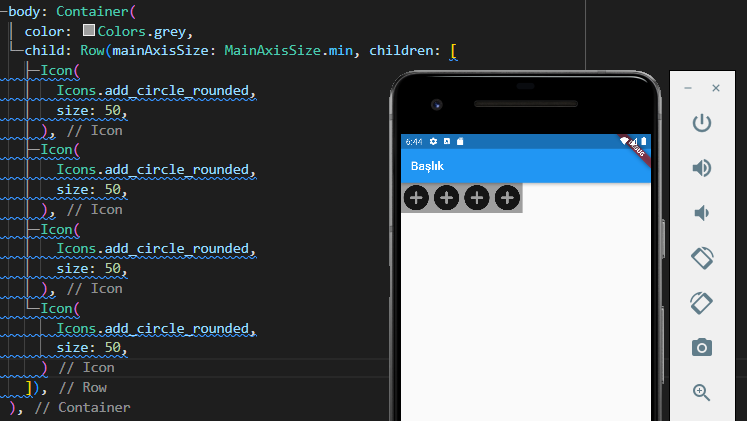 body: Container(
color: Colors.grey,
child: Row(mainAxisSize: MainAxisSize.min, children: [
Icon(
Icons.add_circle_rounded,
size: 50,
), // Icon
Icon(
Icons.add_circle_rounded,
size: 50,
), // Icon
Icon(
Icons.add_circle_rounded,
size: 50,
), // Icon
Icon(
Icons.add_circle_rounded,
size: 50,
) // Icon
]), // Row
), // Container
6:44
DEBUG
Başlık